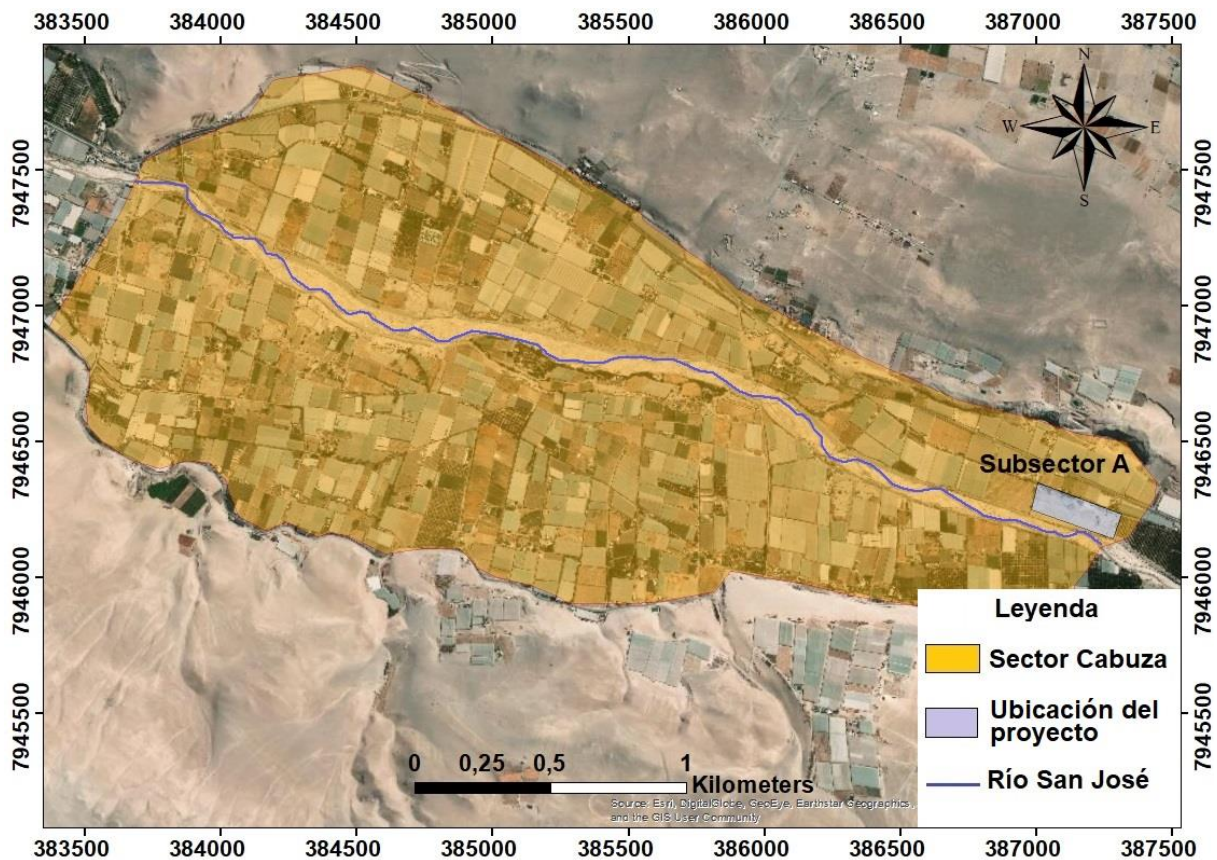 383500 384000 384500 385000 385500 386000 386500 387000 387500
N
W E
S
7947500 7947500
7947000 7947000
7946500 7946500
Subsector A
7946000 7946000
7945500 7945500
Leyenda
Sector Cabuza
Ubicación del
proyecto
Río San José
0 0,25 0,5 1
Kilometers
Source: Esri, DigitalGlobe, GeoEye, Earthstar Geographics,
and the GIS User Community
383500 384000 384500 385000 385500 386000 386500 387000 387500